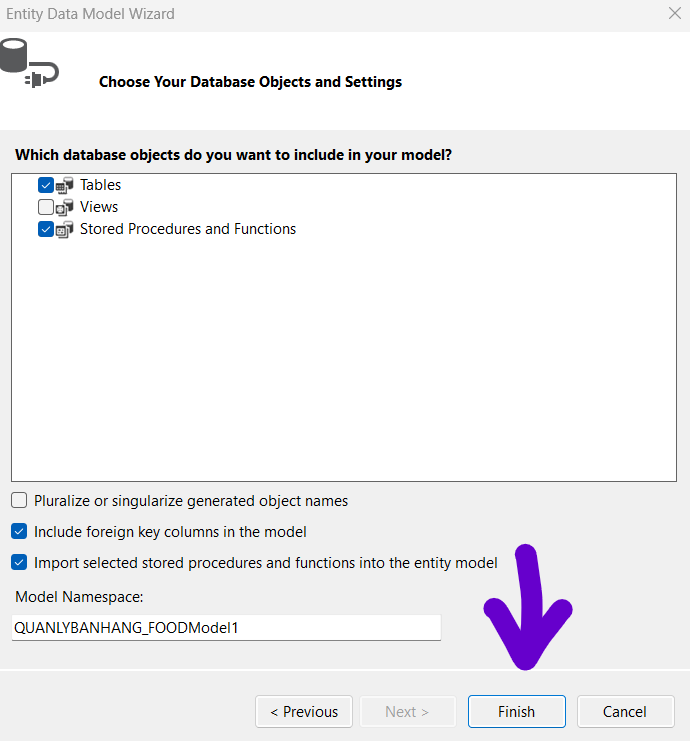 Entity Data Model Wizard
Choose Your Database Objects and Settings
Which database objects do you want to include in your model?
Tables
Views
Stored Procedures and Functions
Pluralize or singularize generated object names
Include foreign key columns in the model
Import selected stored procedures and functions into the entity model
Model Namespace:
QUANLYBANHANG_FOODModel1
< Previous Next > Finish Cancel